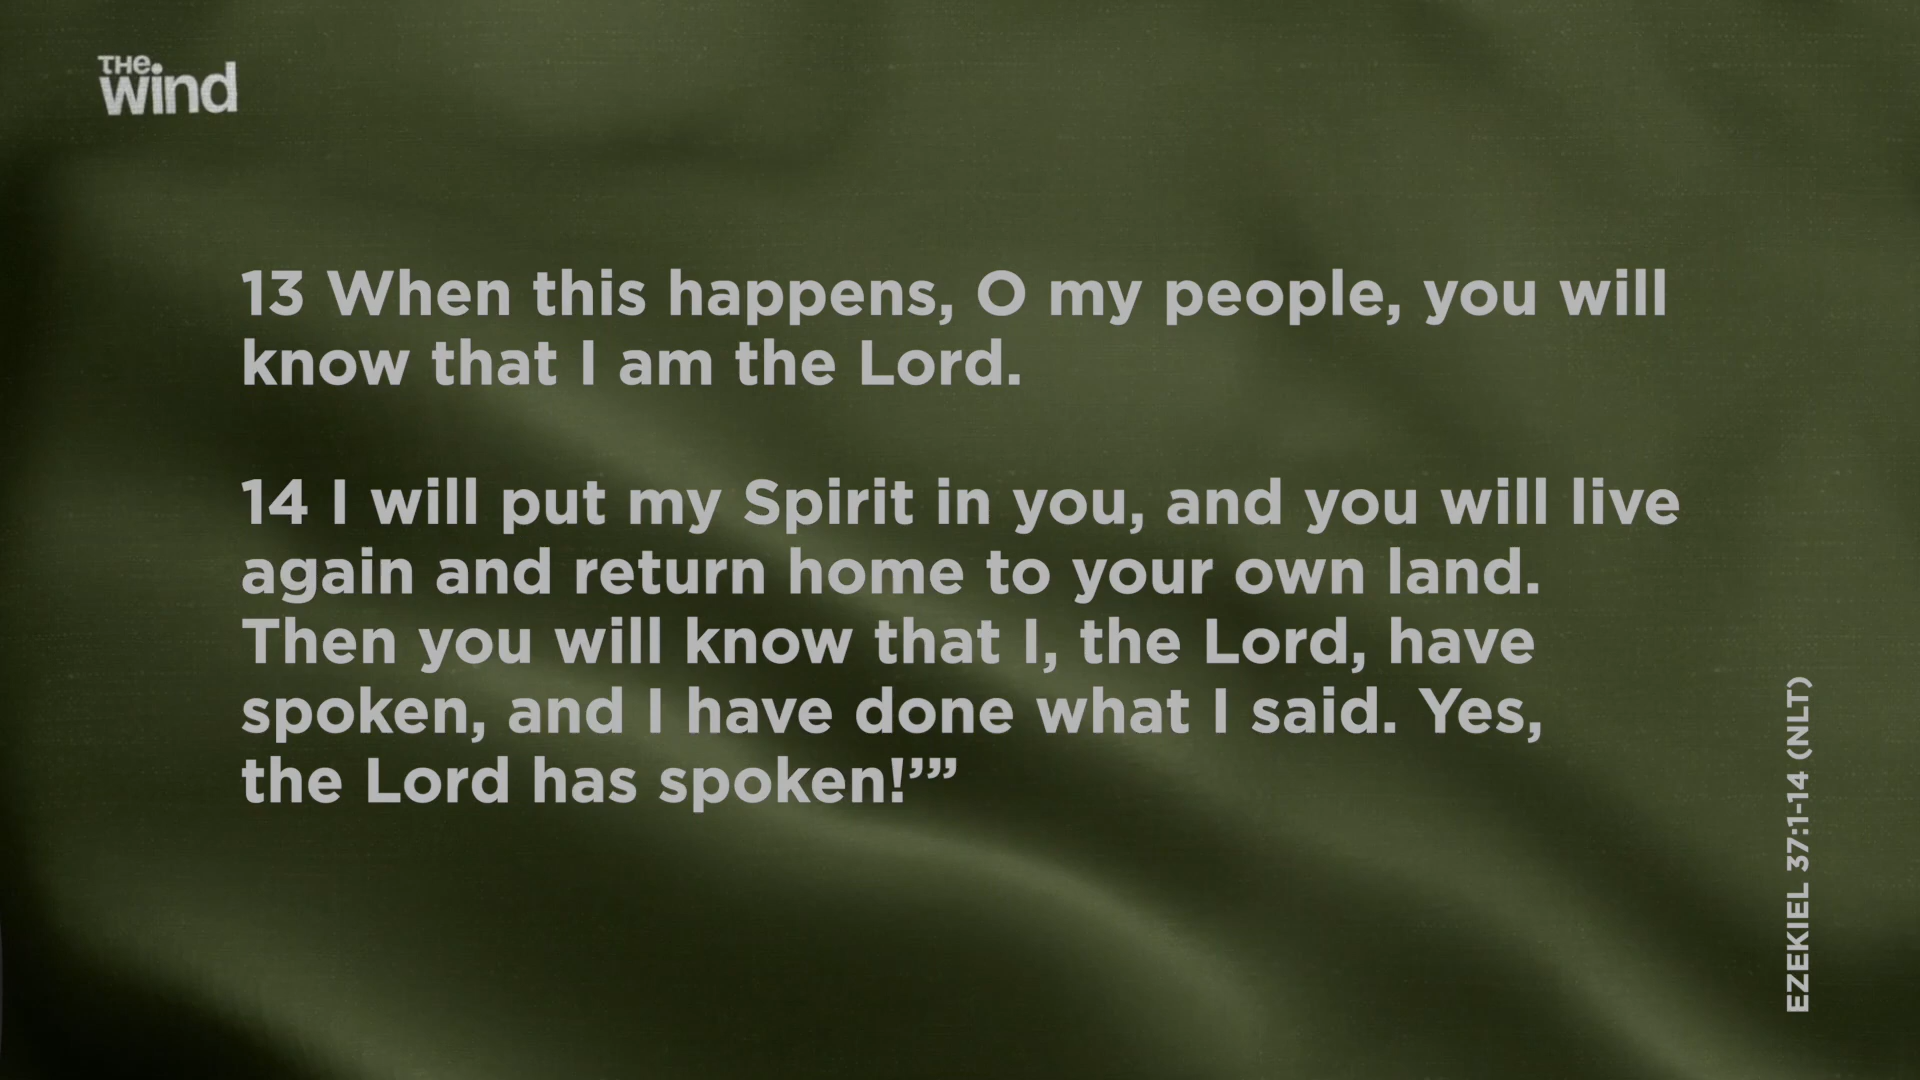 THE
wind
13 When this happens, O my people, you will
know that I am the Lord.
14 I will put my Spirit in you, and you will live
again and return home to your own land.
Then you will know that I, the Lord, have
spoken, and I have done what I said. Yes,
the Lord has spoken!’”
EZEKIEL 37:1-14 (NLT)